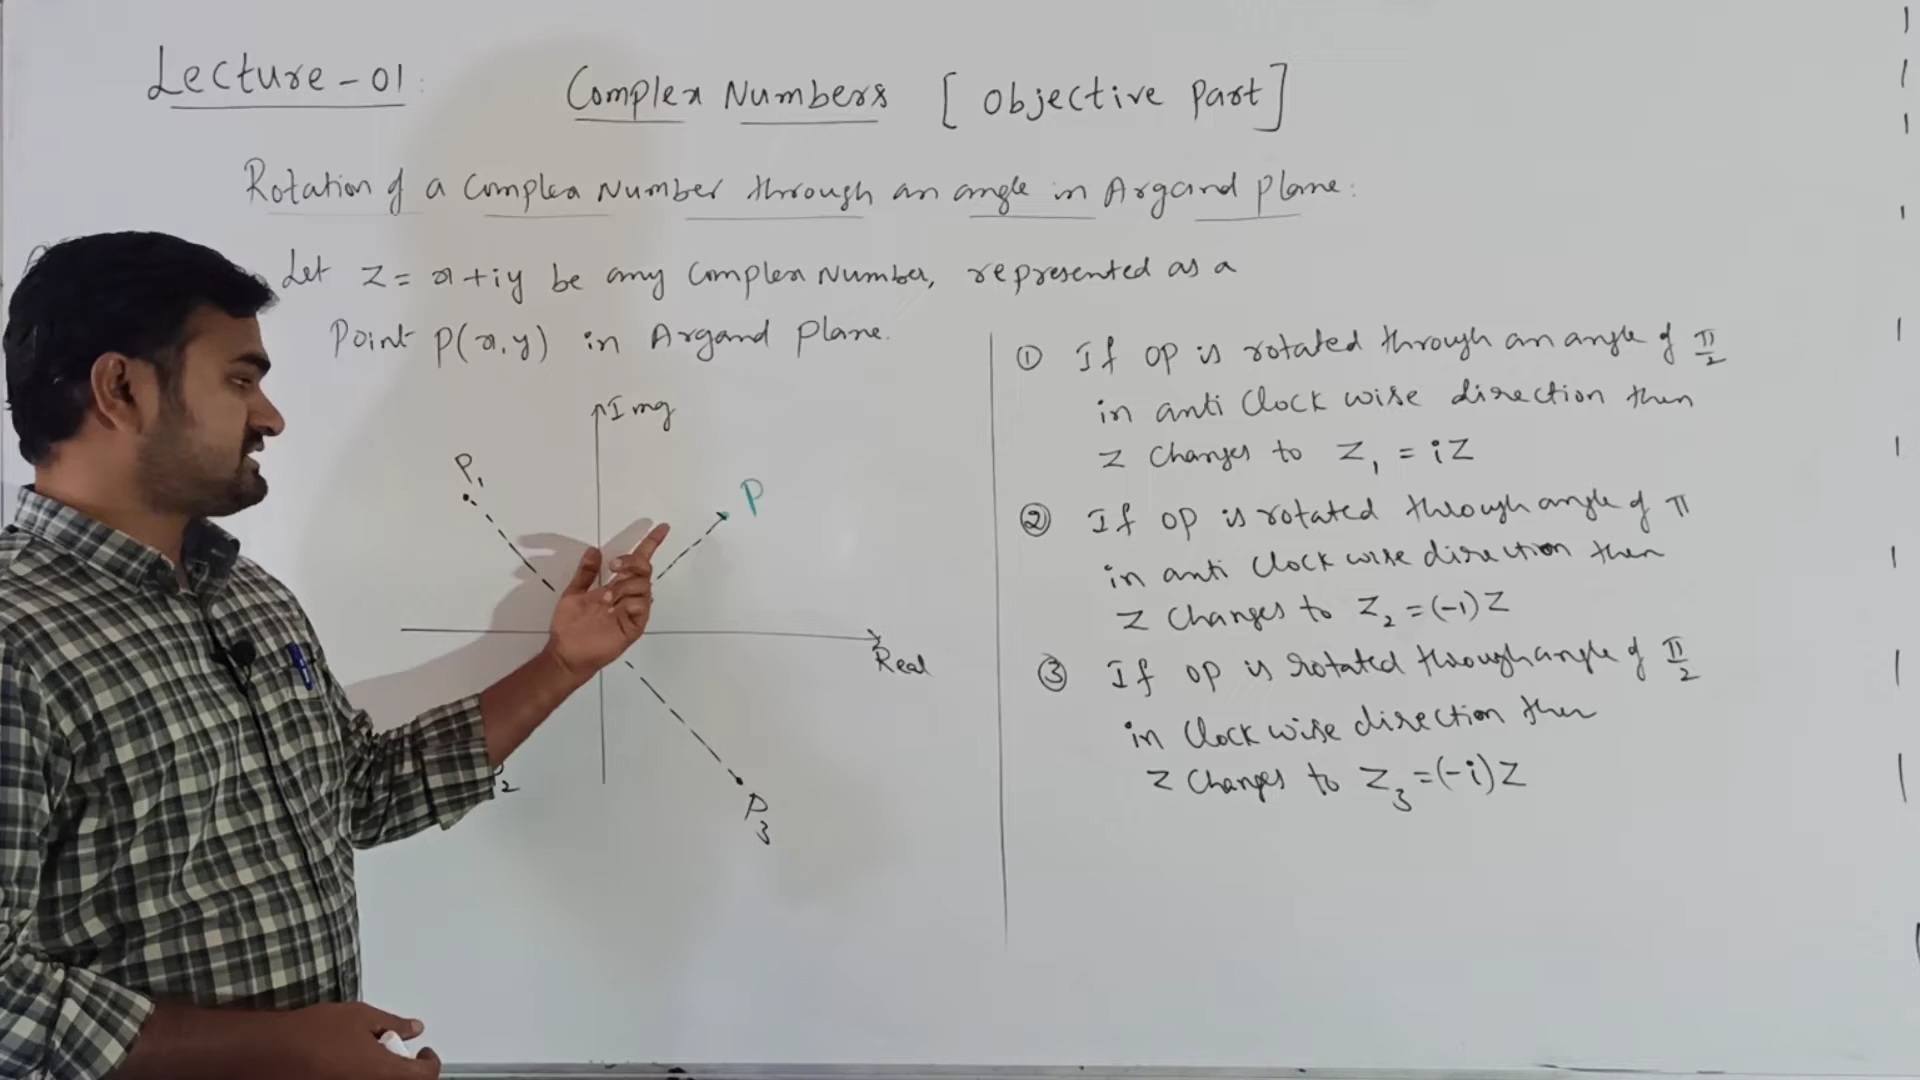 Lecture-01:
Complex Numbers [Objective Part]
Rotation of a Complex Number through an angle in Argand plane:
Let z = x+iy be any Complex Number, represented as a
Point P(x,y) in Argand plane.
Img
P1
P
Real
2
P3
① If OP is rotated through an angle of π/2
in anti Clock wise direction then
z Changes to z1 = iz
② If OP is rotated through angle of π
in anti Clock wise direction then
z Changes to z2 = (-1)z
③ If OP is rotated through angle of π/2
in Clock wise direction then
z Changes to z3 = (-i)z